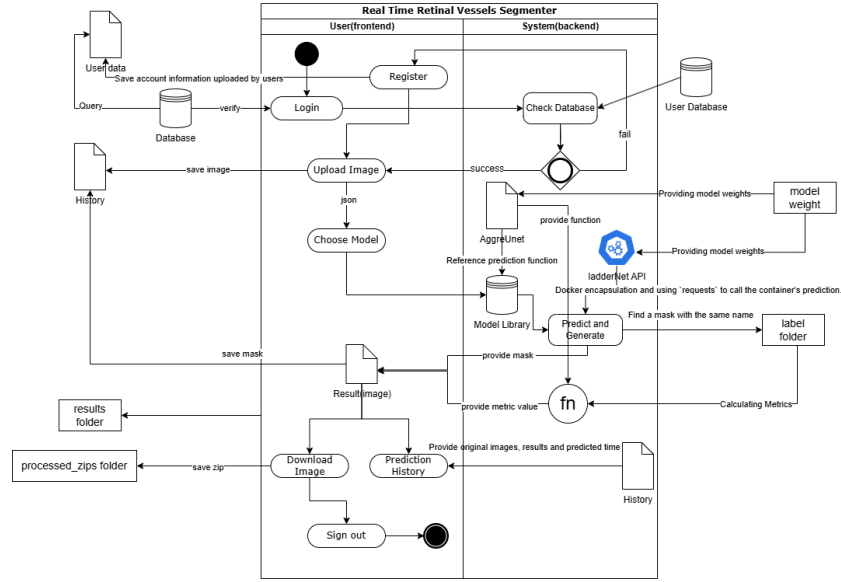 Real Time Retinal Vessels Segmenter
User(frontend)
System(backend)
User data
Save account information uploaded by users
Register
Query
Database
verify
Login
Check Database
User Database
fail
History
save image
Upload Image
success
json
AggreUnet
provide function
Providing model weights
model
weight
Choose Model
Reference prediction function
ladderNet API
Providing model weights
Docker encapsulation and using `requests` to call the container's prediction.
Model Library
Predict and
Generate
Find a mask with the same name
label
folder
save mask
provide mask
Result(image)
results
folder
provide metric value
fn
Calculating Metrics
Provide original images, results and predicted time
processed_zips folder
save zip
Download
Image
Prediction
History
History
Sign out